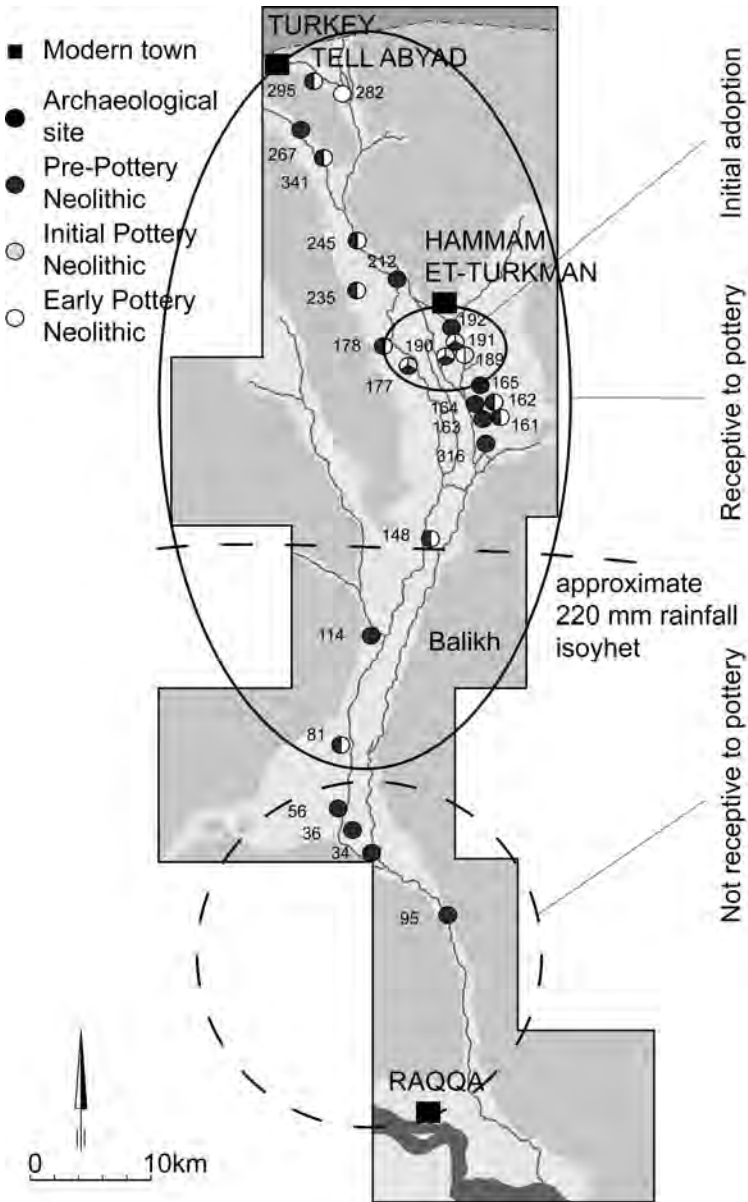 TURKEY
TELL ABYAD
Modern town
Archaeological
site
Pre-Pottery
Neolithic
Initial Pottery
Neolithic
Early Pottery
Neolithic
295
282
267
341
245
212
235
HAMMAM
ET-TURKMAN
192
191
190
189
178
177
165
164
162
163
161
316
148
approximate
220 mm rainfall
isoyhet
114
Balikh
81
56
36
34
95
RAQQA
0 10km
Initial adoption
Receptive to pottery
Not receptive to pottery